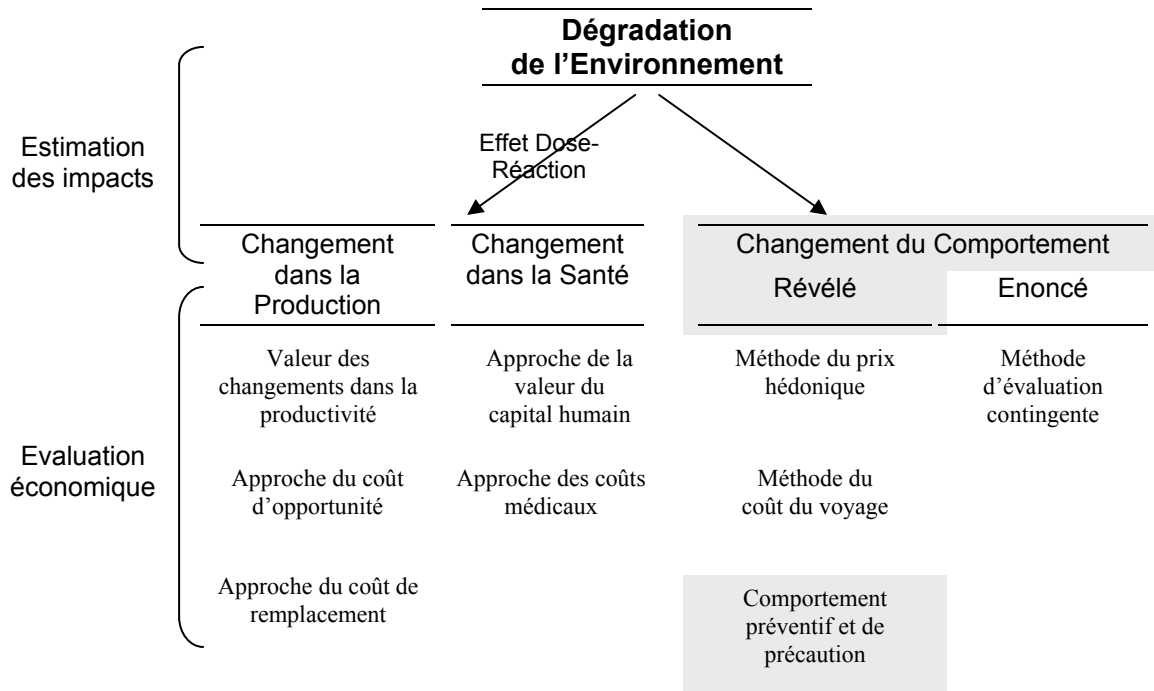 Dégradation
de l’Environnement
Estimation
des impacts
Effet Dose-
Réaction
Changement
dans la
Production
Changement
dans la Santé
Changement du Comportement
Révélé
Enoncé
Evaluation
économique
Valeur des
changements dans la
productivité
Approche de la
valeur du
capital humain
Méthode du prix
hédonique
Méthode
d’évaluation
contingente
Approche du coût
d’opportunité
Approche des coûts
médicaux
Méthode du
coût du voyage
Approche du coût de
remplacement
Comportement
préventif et de
précaution